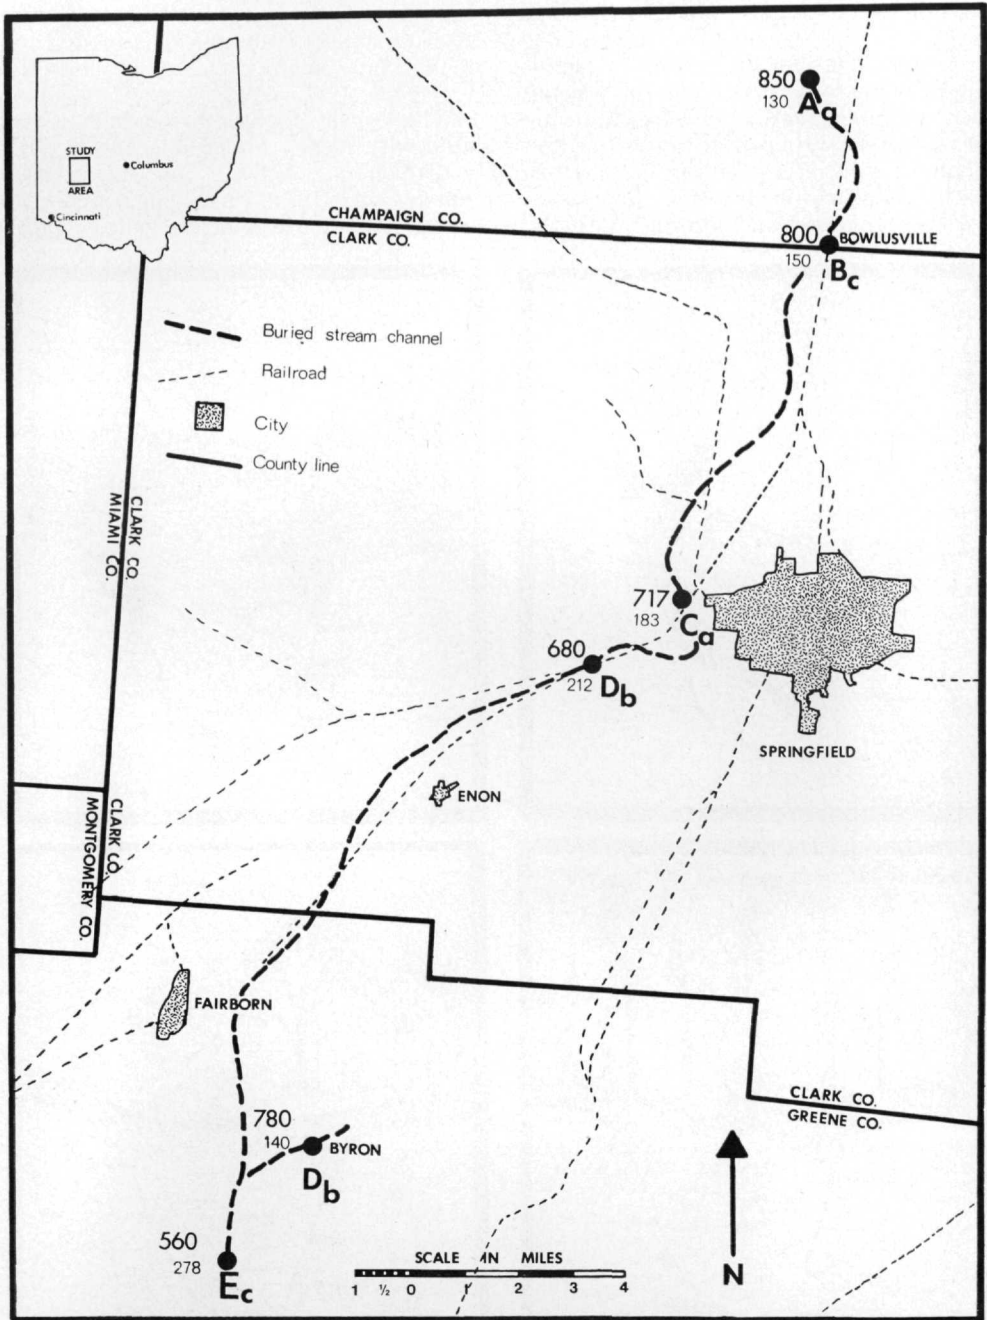 STUDY
AREA
Columbus
Cincinnati
850
130
Aa
CHAMPAIGN CO.
CLARK CO.
800
150
BOWLUSVILLE
Bc
Buried stream channel
Railroad
City
County line
CLARK CO.
MIAMI CO.
717
183
Ca
680
212
Db
SPRINGFIELD
ENON
CLARK CO.
MONTGOMERY CO.
FAIRBORN
CLARK CO.
GREENE CO.
780
140
BYRON
Db
560
278
Ec
SCALE IN MILES
1 ½ 0 1 2 3 4
N